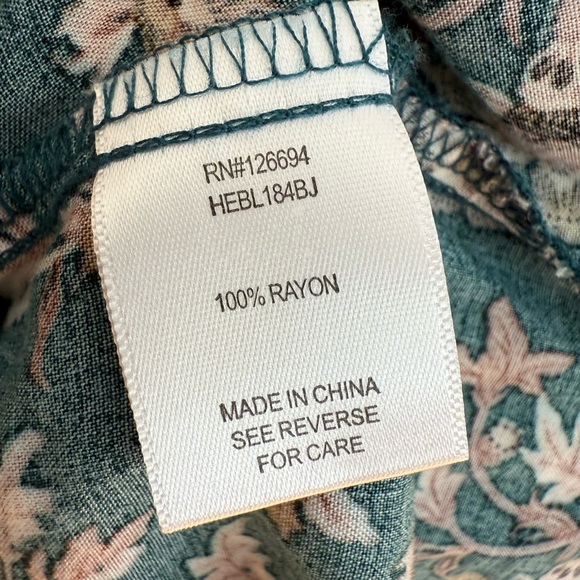 RN#126694
HEBL184BJ
100% RAYON
MADE IN CHINA
SEE REVERSE
FOR CARE